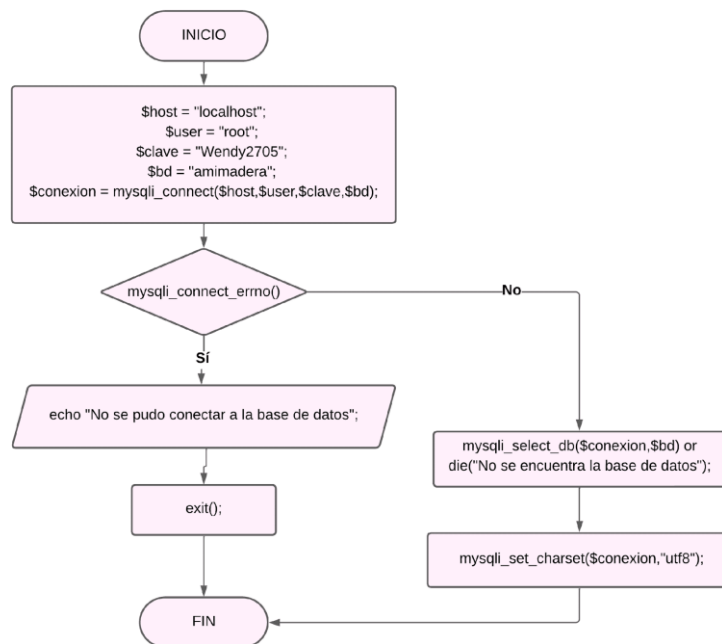 INICIO
$host = "localhost";
$user = "root";
$clave = "Wendy2705";
$bd = "amimadera";
$conexion = mysqli_connect($host,$user,$clave,$bd);
mysqli_connect_errno()
No
Sí
echo "No se pudo conectar a la base de datos";
mysqli_select_db($conexion,$bd) or
die("No se encuentra la base de datos");
exit();
mysqli_set_charset($conexion,"utf8");
FIN